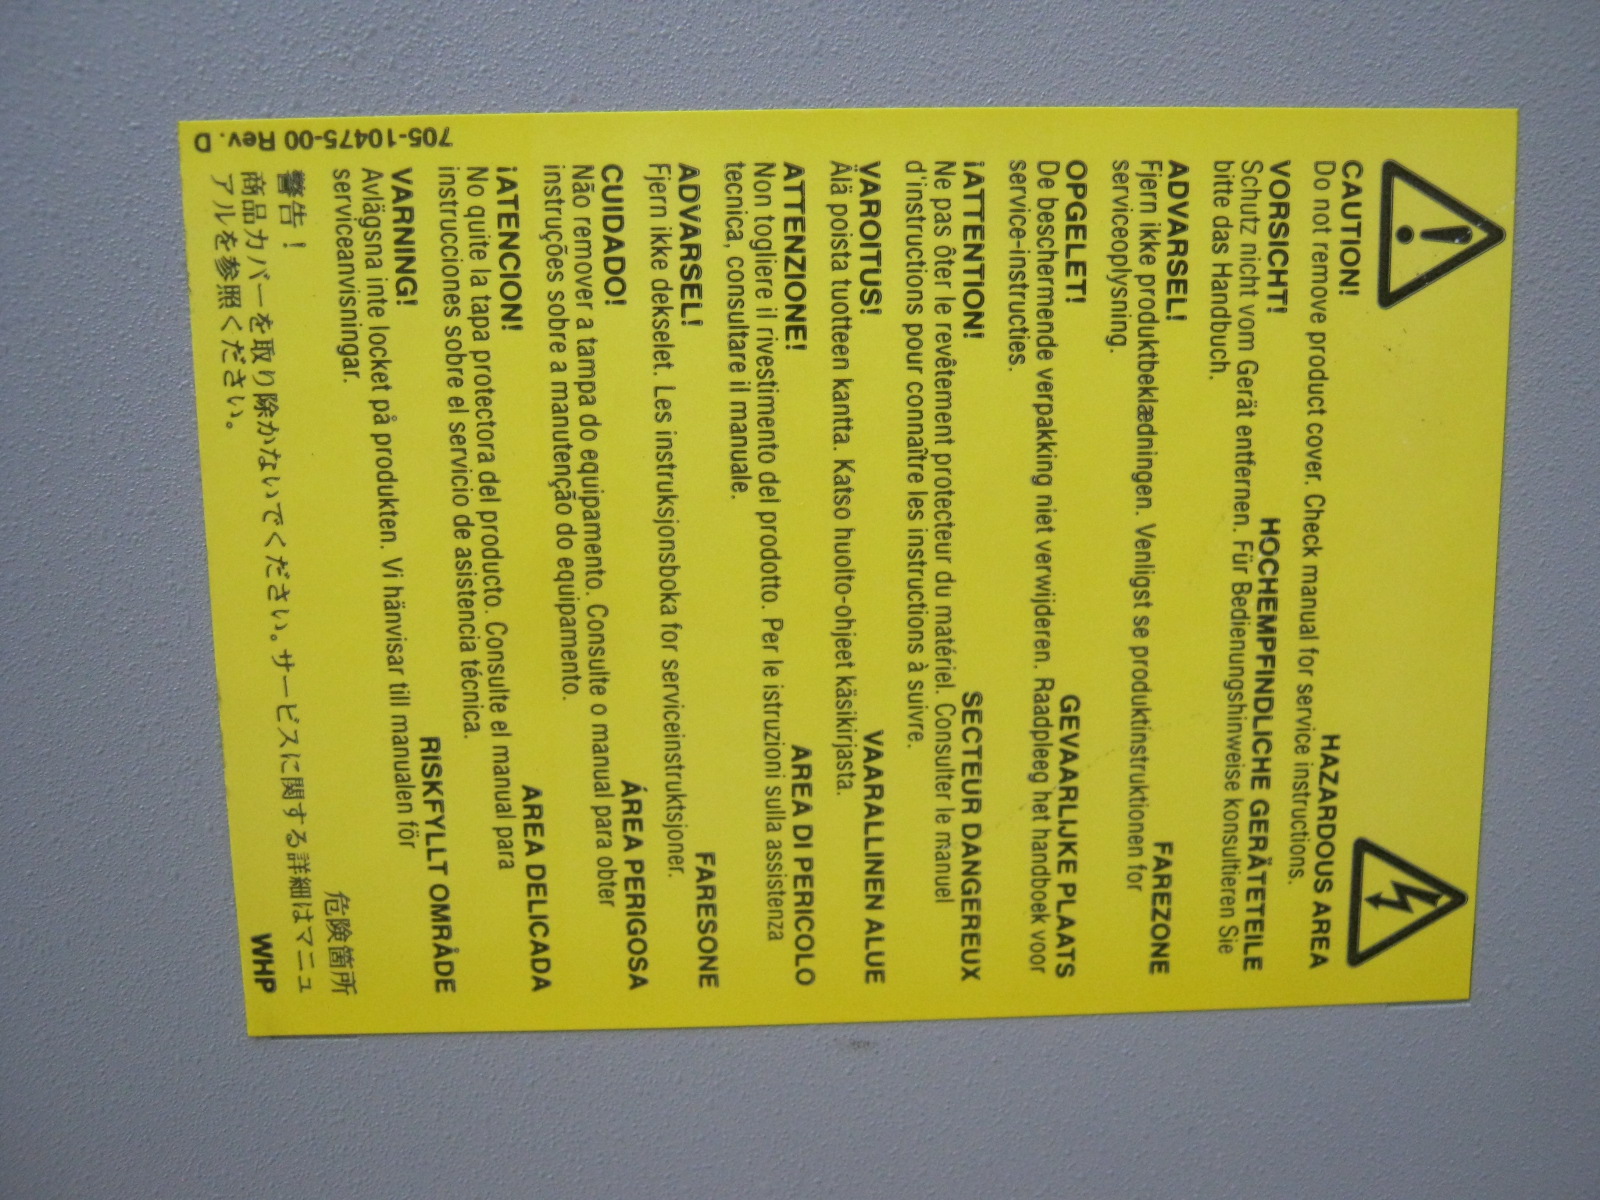 CAUTION! HAZARDOUS AREA
Do not remove product cover. Check manual for service instructions.
VORSICHT! HOCHEMPFINDLICHE GERÄTETEILE
Schutz nicht vom Gerät entfernen. Für Bedienungshinweise konsultieren Sie
bitte das Handbuch.
ADVARSEL! FAREZONE
Fjern ikke produktbeklædningen. Venligst se produktinstruktionen for
serviceoplysning.
OPGELET! GEVAARLIJKE PLAATS
De beschermende verpakking niet verwijderen. Raadpleeg het handboek voor
service-instructies.
¡ATTENTION! SECTEUR DANGEREUX
Ne pas ôter le revêtement protecteur du matériel. Consulter le manuel
d'instructions pour connaître les instructions à suivre.
VAROITUS! VAARALLINEN ALUE
Älä poista tuotteen kantta. Katso huolto-ohjeet käsikirjasta.
ATTENZIONE! AREA DI PERICOLO
Non togliere il rivestimento del prodotto. Per le istruzioni sulla assistenza
tecnica, consultare il manuale.
ADVARSEL! FARESONE
Fjern ikke dekselet. Les instruksjonsboka for serviceinstruktsjoner.
CUIDADO! ÁREA PERIGOSA
Não remover a tampa do equipamento. Consulte o manual para obter
instruções sobre a manutenção do equipamento.
¡ATENCION! AREA DELICADA
No quite la tapa protectora del producto. Consulte el manual para
instrucciones sobre el servicio de asistencia técnica.
VARNING! RISKFYLLT OMRÅDE
Avlägsna inte locket på produkten. Vi hänvisar till manualen för
serviceanvisningar.
警告！ 危険箇所
商品カバーを取り除かないでください。サービスに関する詳細はマニュ
アルを参照ください。
WHP
705-10475-00 Rev. D